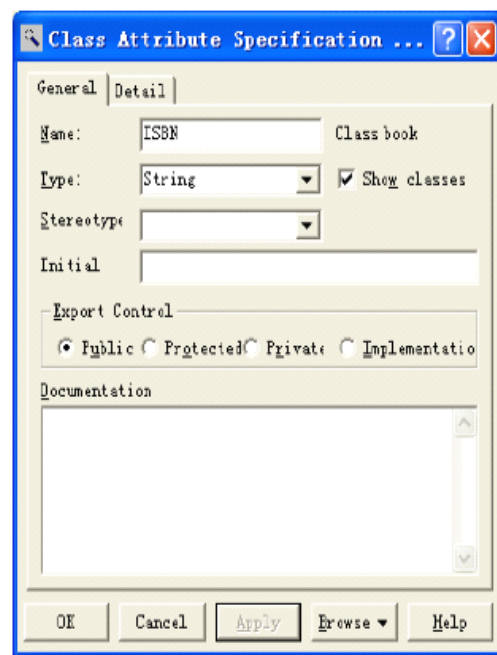 Class Attribute Specification ...
General Detail
Name: ISBN Class book
Type: String Show classes
Stereotype
Initial
Export Control
Public Protected Private Implementatio
Documentation
OK Cancel Apply Browse Help